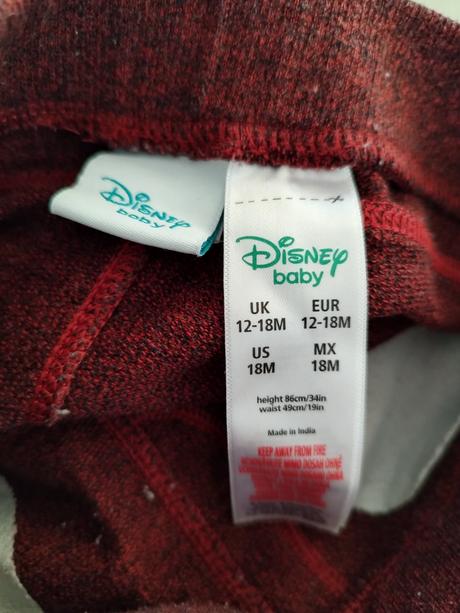 Disney
baby
Disney
baby
UK EUR
12-18M 12-18M
US MX
18M 18M
height 86cm/34in
waist 49cm/19in
Made in India
KEEP AWAY FROM FIRE